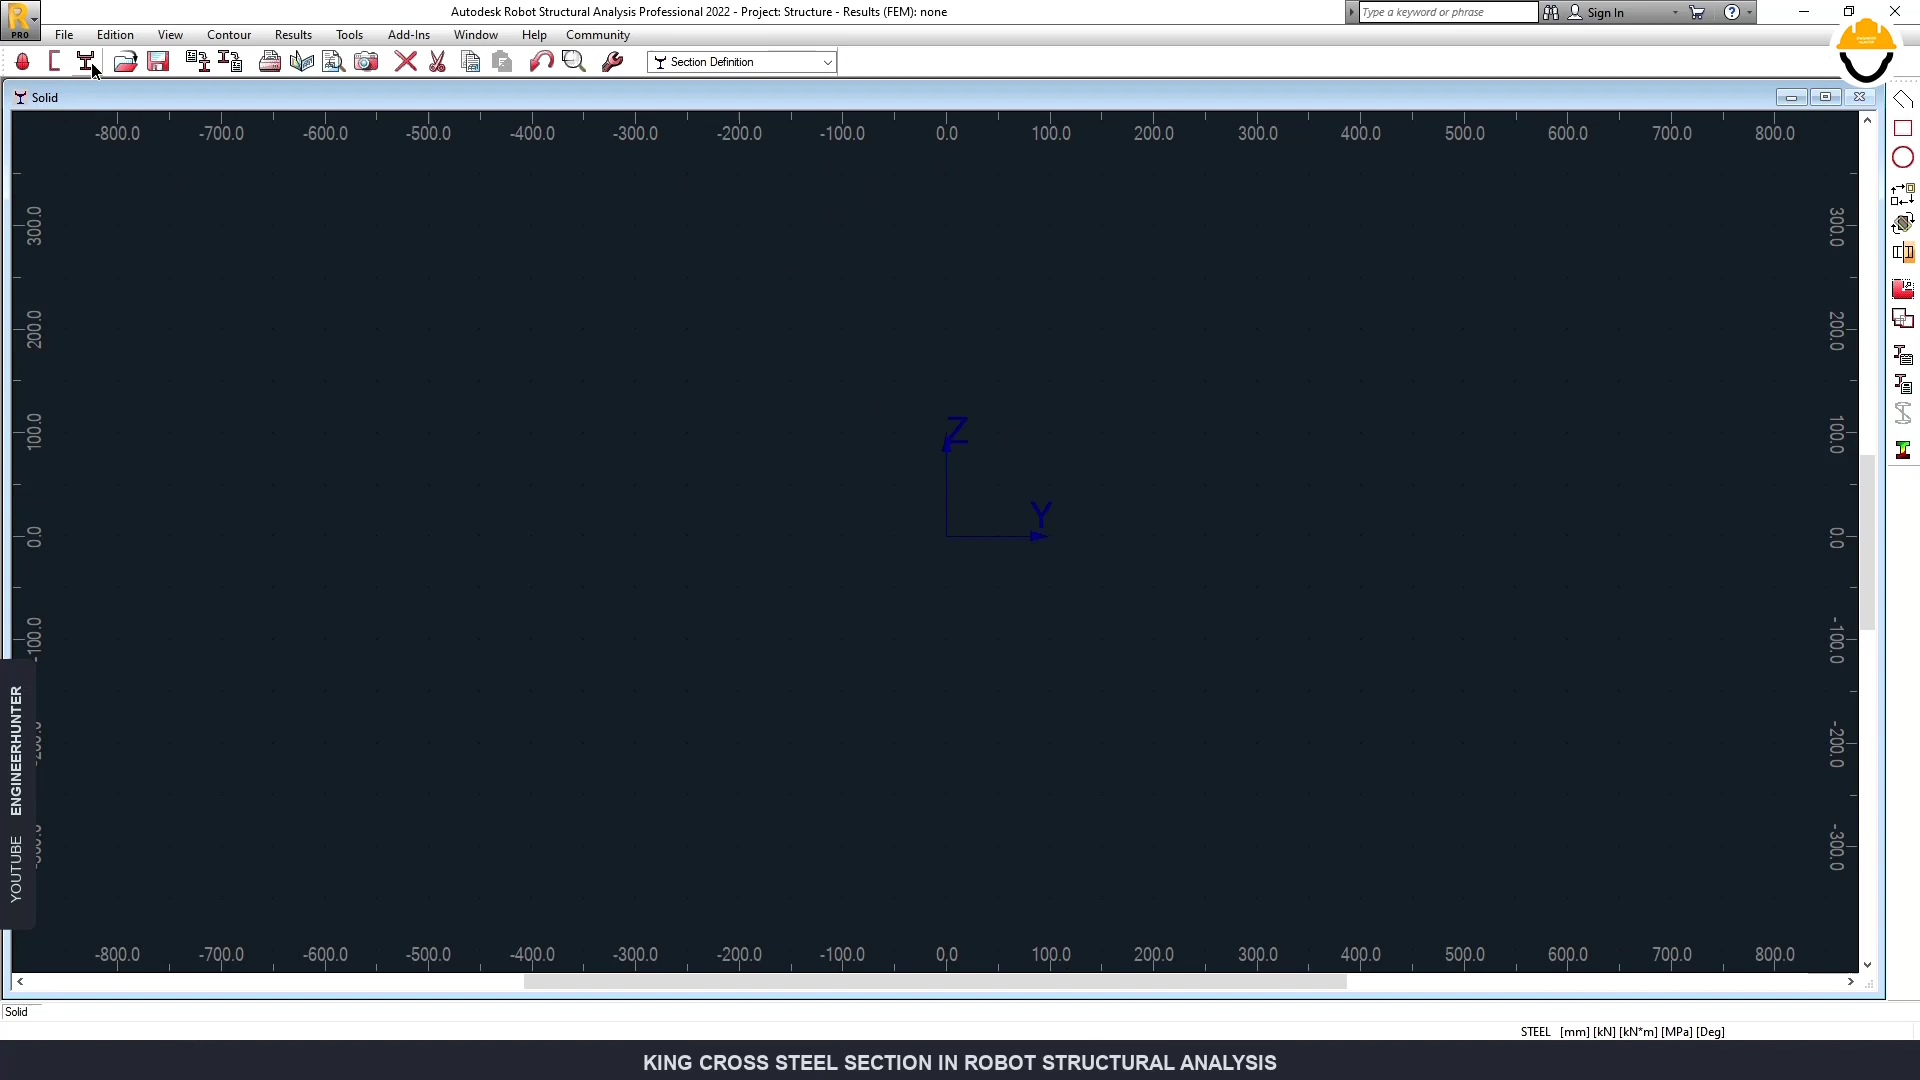 Autodesk Robot Structural Analysis Professional 2022 - Project: Structure - Results (FEM): none
Type a keyword or phrase
Sign In
PRO
File Edition View Contour Results Tools Add-Ins Window Help Community
Section Definition
Solid
-800.0 -700.0 -600.0 -500.0 -400.0 -300.0 -200.0 -100.0 0.0 100.0 200.0 300.0 400.0 500.0 600.0 700.0 800.0
300.0 300.0
200.0 200.0
100.0 Z 100.0
Y
0.0 0.0
-100.0 -100.0
-200.0
-300.0
YOUTUBE ENGINEERHUNTER
-800.0 -700.0 -600.0 -500.0 -400.0 -300.0 -200.0 -100.0 0.0 100.0 200.0 300.0 400.0 500.0 600.0 700.0 800.0
Solid
STEEL [mm] [kN] [kN*m] [MPa] [Deg]
KING CROSS STEEL SECTION IN ROBOT STRUCTURAL ANALYSIS